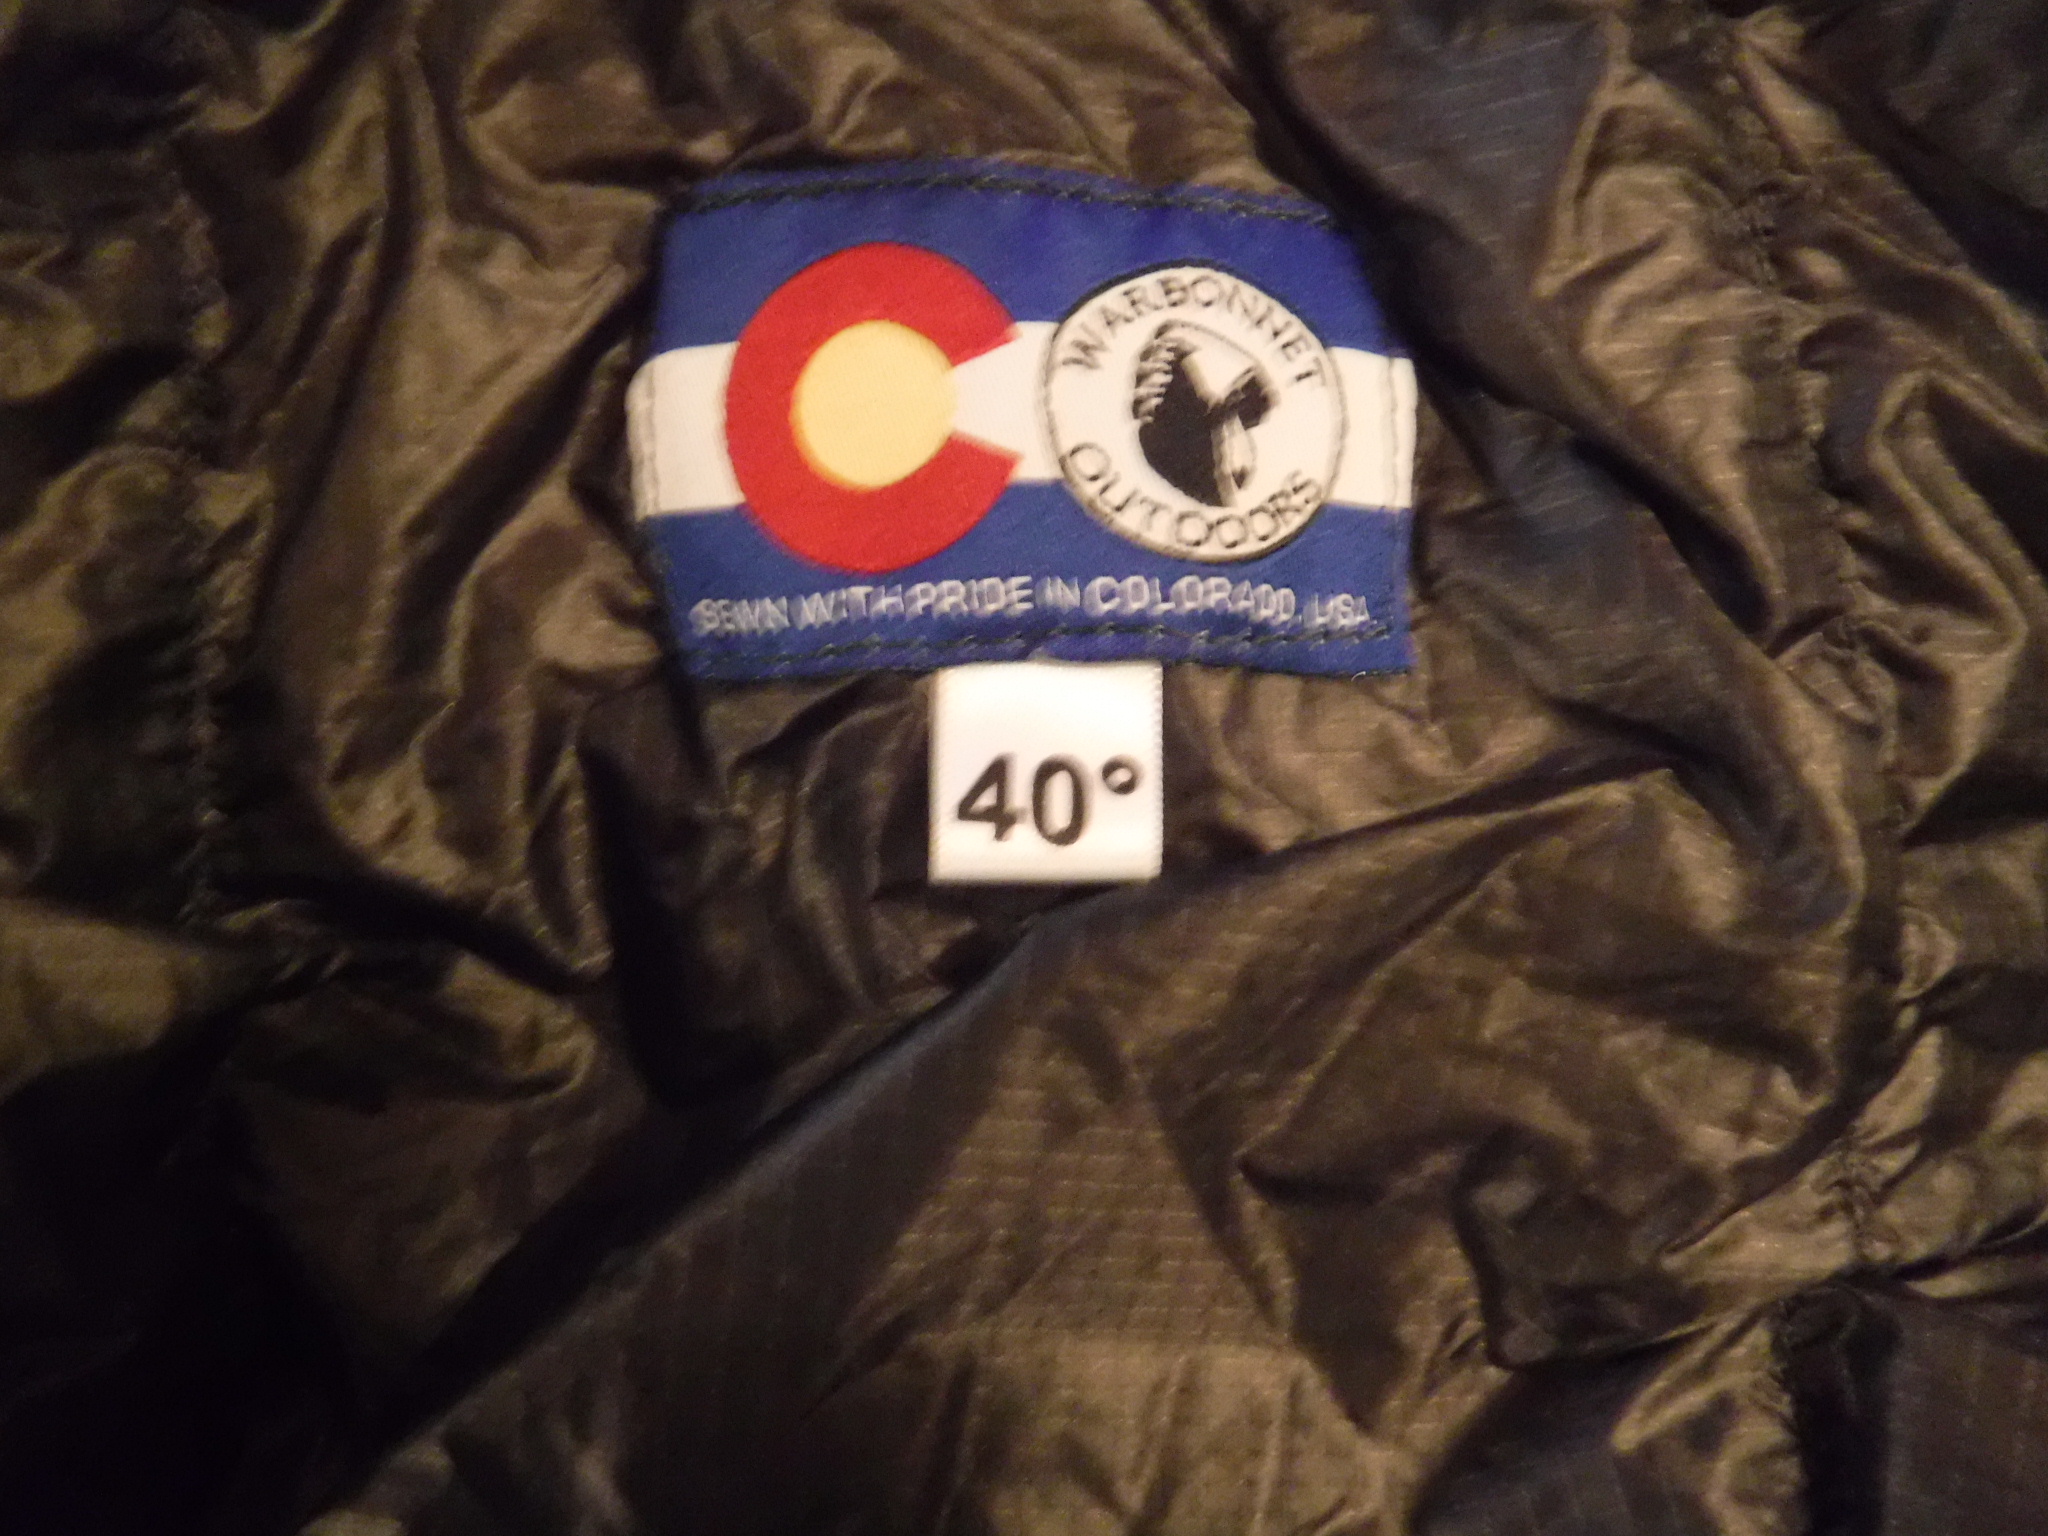 WARBONNET
OUTDOORS
SEWN WITH PRIDE IN COLORADO, USA
40°